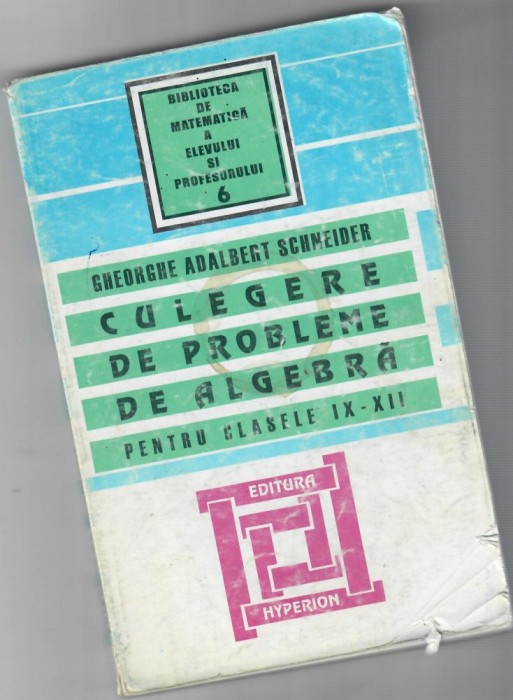 BIBLIOTECA
DE
MATEMATICĂ
A
ELEVULUI
SI
PROFESORULUI
6
GHEORGHE ADALBERT SCHNEIDER
CULEGERE
DE PROBLEME
DE ALGEBRĂ
PENTRU CLASELE IX-XII
EDITURA
HYPERION